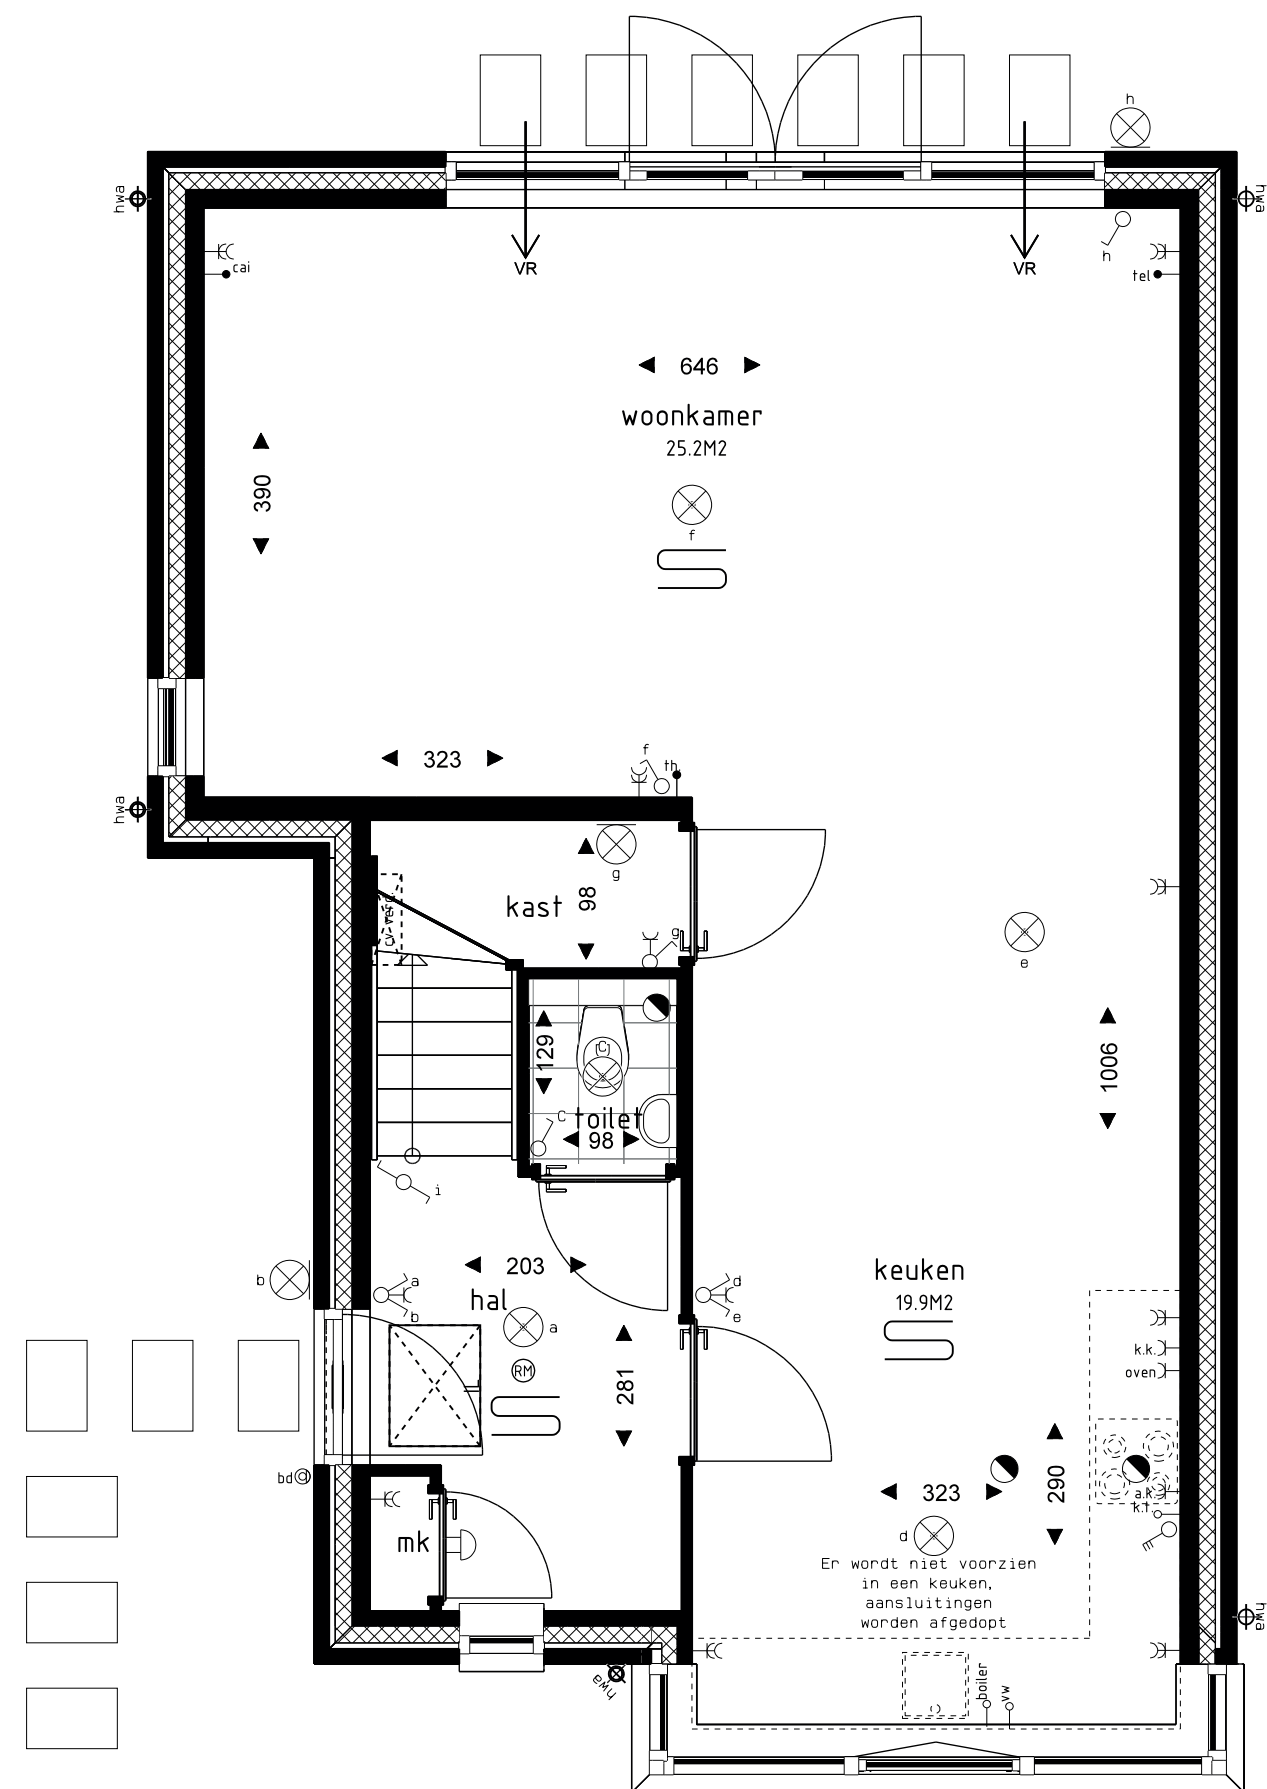 h
hwa
hwa
h
cai
VR
VR
tel
646
woonkamer
25.2M2
390
f
323
f
th.
hwa
g
98
kast
g
cv-verd.
e
129
C
1006
C
toilet
98
i
b
a
b
203
hal
a
RM
281
d
e
keuken
19.9M2
k.k.
oven
bd
290
323
a.k.
k.f.
d
E
mk
Er wordt niet voorzien
in een keuken,
aansluitingen
worden afgedopt
hwa
hwa
boiler
vw